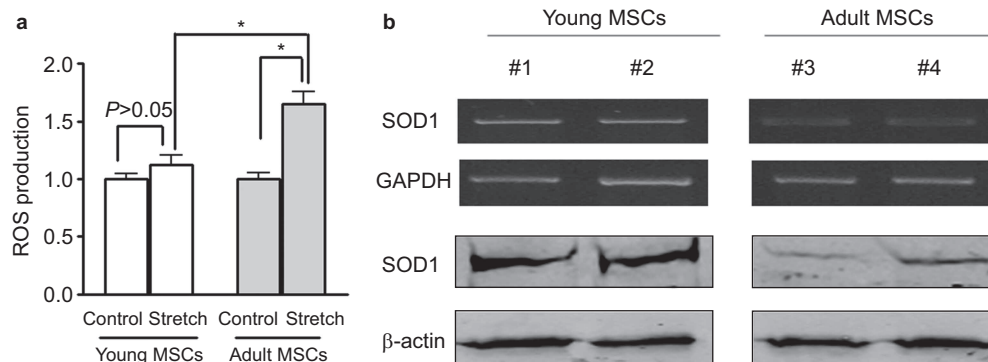 a
ROS production
2.0
1.5
1.0
0.5
0.0
P>0.05
*
*
Control Stretch Control Stretch
Young MSCs Adult MSCs
b
Young MSCs Adult MSCs
#1 #2 #3 #4
SOD1
GAPDH
SOD1
β-actin